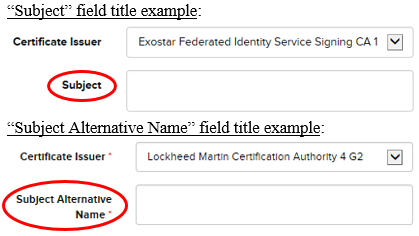 “Subject” field title example:
Certificate Issuer Exostar Federated Identity Service Signing CA 1
Subject
“Subject Alternative Name” field title example:
Certificate Issuer * Lockheed Martin Certification Authority 4 G2
Subject Alternative
Name *